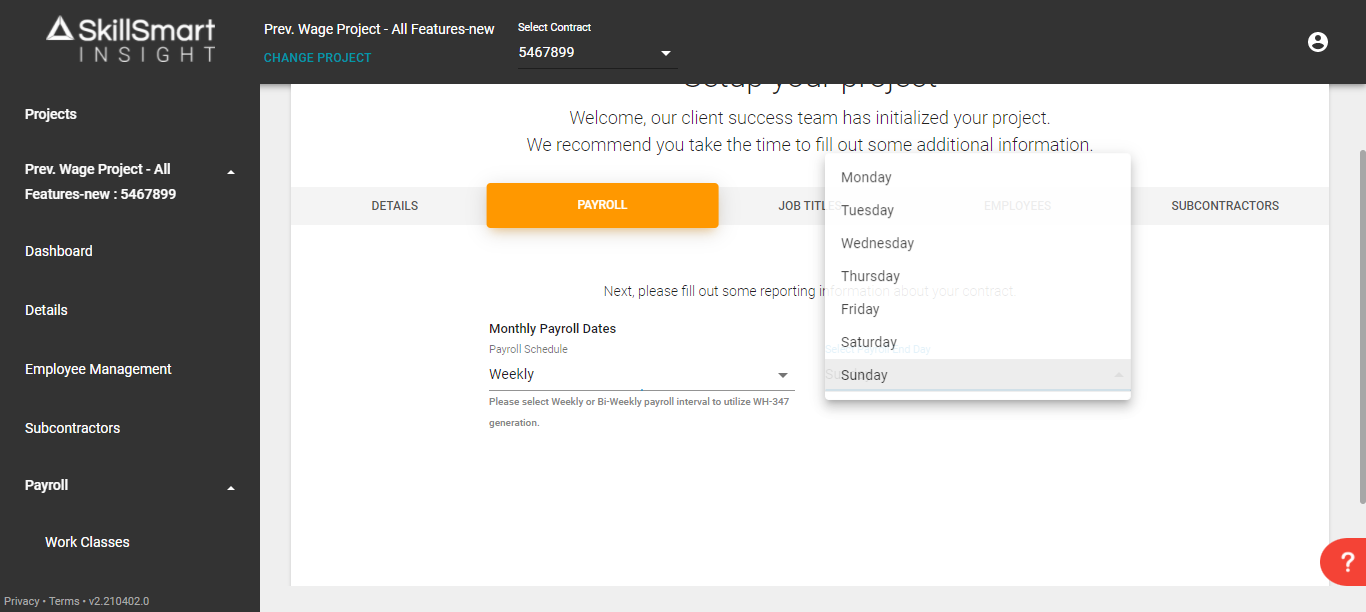 SkillSmart
INSIGHT
Prev. Wage Project - All Features-new
CHANGE PROJECT
Select Contract
5467899
Projects
Prev. Wage Project - All
Features-new : 5467899
Dashboard
Details
Employee Management
Subcontractors
Payroll
Work Classes
Privacy • Terms • v2.210402.0
Setup your project
Welcome, our client success team has initialized your project.
We recommend you take the time to fill out some additional information.
DETAILS
PAYROLL
JOB TITLES
EMPLOYEES
SUBCONTRACTORS
Next, please fill out some reporting information about your contract.
Monthly Payroll Dates
Payroll Schedule
Weekly
Please select Weekly or Bi-Weekly payroll interval to utilize WH-347
generation.
Monday
Tuesday
Wednesday
Thursday
Friday
Saturday
Select Payroll End Day
Sunday
?